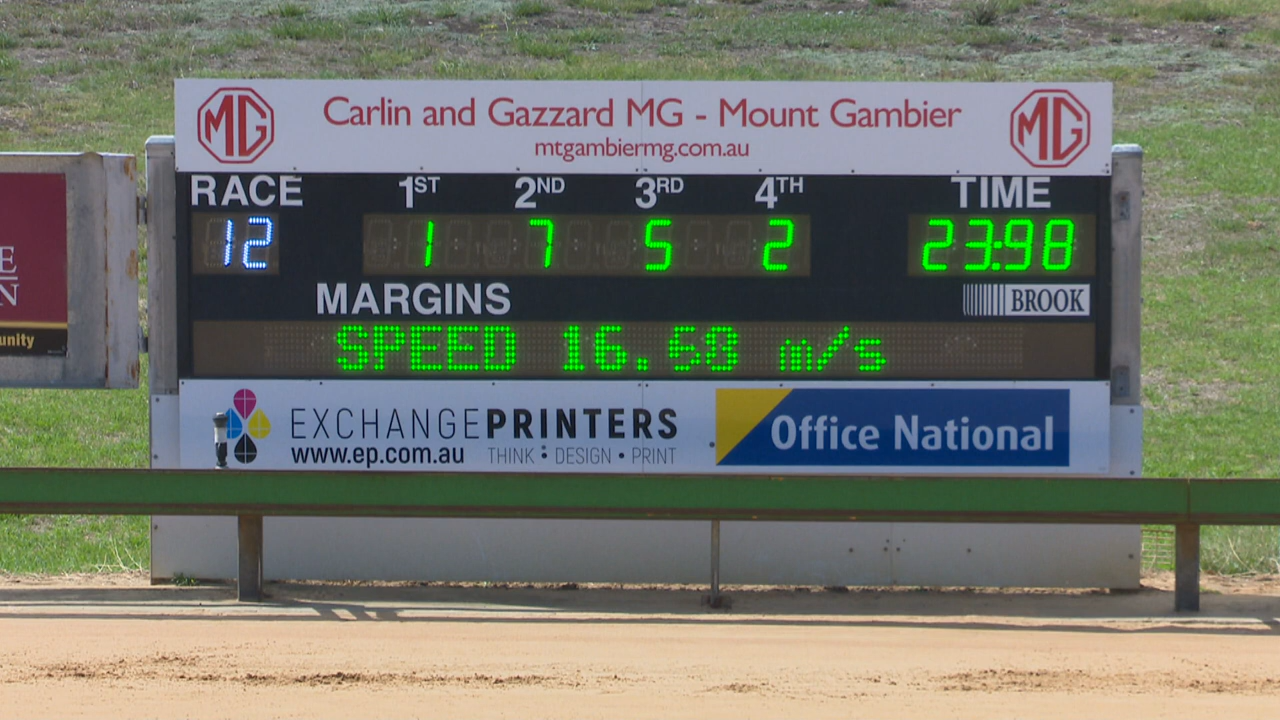 MG Carlin and Gazzard MG - Mount Gambier MG
mtgambiermg.com.au
RACE 1ST 2ND 3RD 4TH TIME
12 1 7 5 2 23:98
MARGINS BROOK
SPEED 16.58 m/s
EXCHANGEPRINTERS
www.ep.com.au THINK • DESIGN • PRINT
Office National
E
N
unity